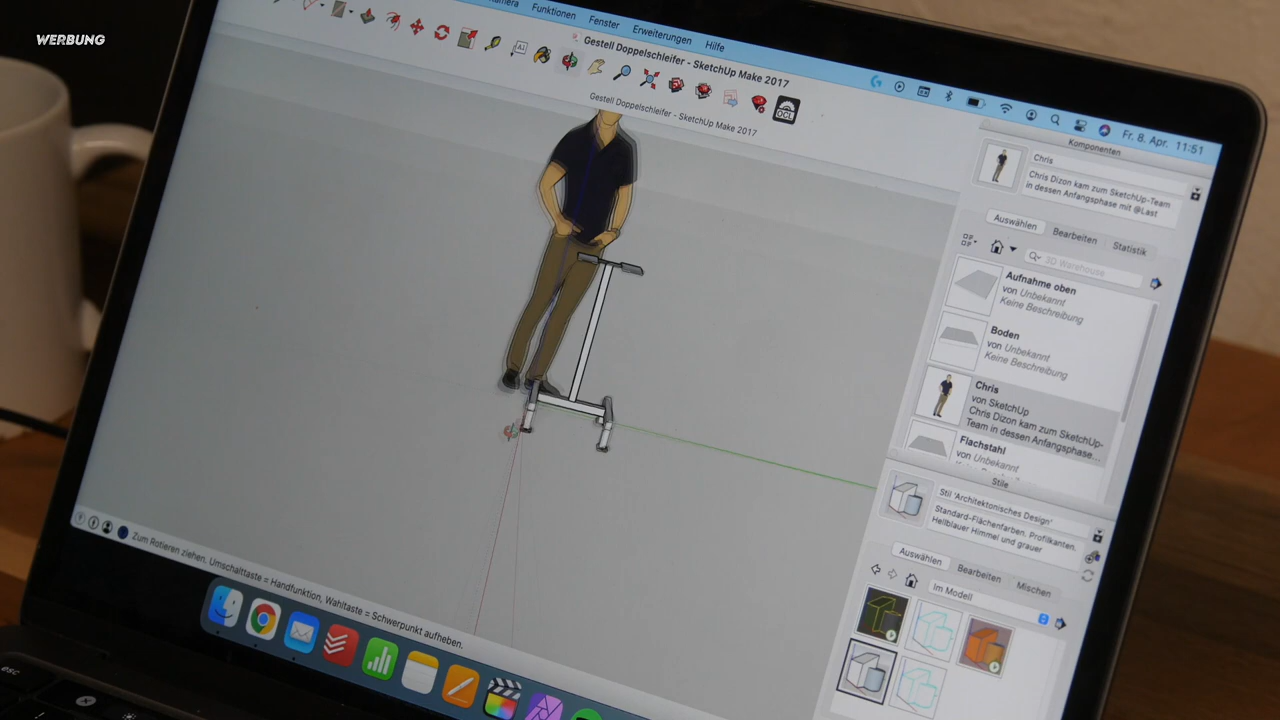 WERBUNG
Kamera Funktionen Fenster Erweiterungen Hilfe
Fr. 8. Apr. 11:51
Gestell Doppelschleifer - SketchUp Make 2017
OCL
Gestell Doppelschleifer - SketchUp Make 2017
Komponenten
Chris
Chris Dizon kam zum SketchUp-Team
in dessen Anfangsphase mit @Last
Auswählen Bearbeiten Statistik
3D Warehouse
Aufnahme oben
von Unbekannt
Keine Beschreibung
Boden
von Unbekannt
Keine Beschreibung
Chris
von SketchUp
Chris Dizon kam zum SketchUp-
Team in dessen Anfangsphase...
Flachstahl
von Unbekannt
Stile
Stil 'Architektonisches Design'
Standard-Flächenfarben. Profilkanten.
Hellblauer Himmel und grauer
Auswählen Bearbeiten Mischen
Im Modell
Zum Rotieren ziehen. Umschalttaste = Handfunktion, Wahltaste = Schwerpunkt aufheben.
esc